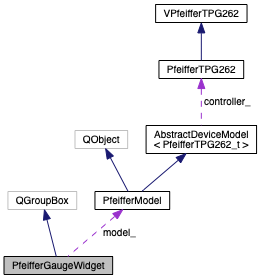 VPfeifferTPG262
PfeifferTPG262
controller_
QObject
AbstractDeviceModel
< PfeifferTPG262_t >
QGroupBox
PfeifferModel
model_
PfeifferGaugeWidget